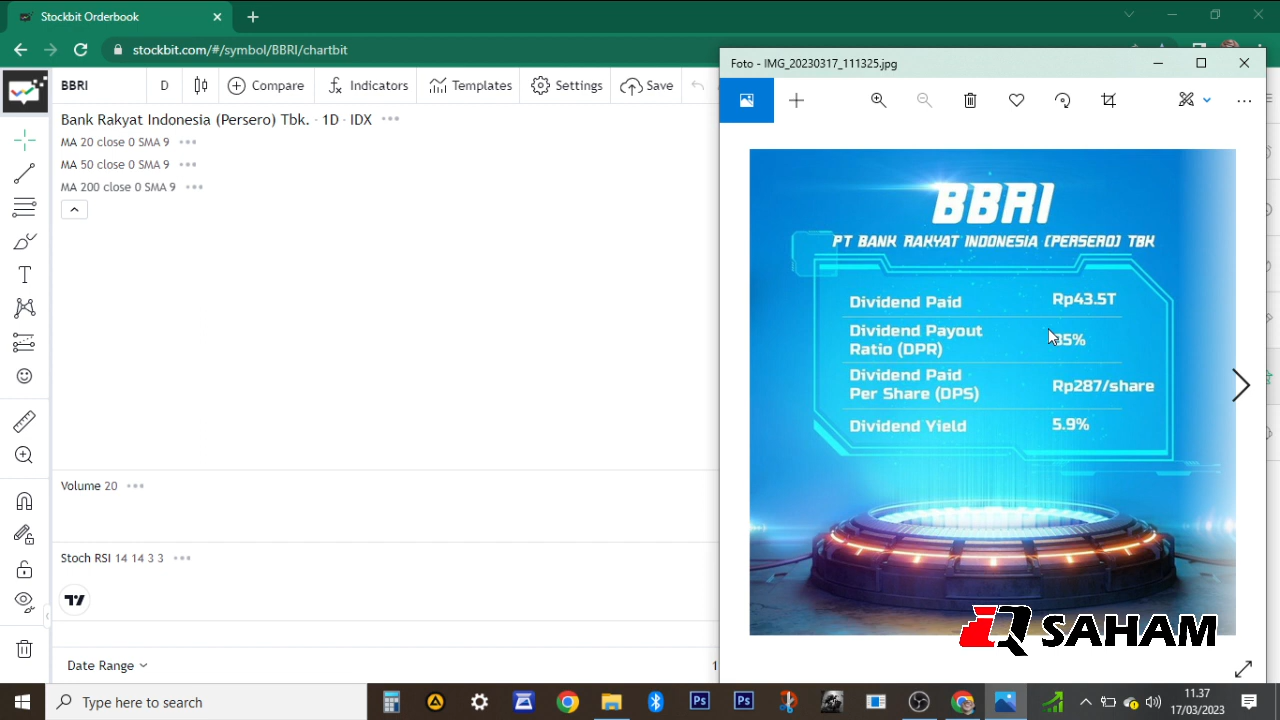 Stockbit Orderbook
stockbit.com/#/symbol/BBRI/chartbit
BBRI
D
Compare
Indicators
Templates
Settings
Save
Bank Rakyat Indonesia (Persero) Tbk. · 1D · IDX
MA 20 close 0 SMA 9
MA 50 close 0 SMA 9
MA 200 close 0 SMA 9
Volume 20
Stoch RSI 14 14 3 3
Date Range
1
Foto - IMG_20230317_111325.jpg
BBRI
PT BANK RAKYAT INDONESIA (PERSERO) TBK
Dividend Paid
Rp43.5T
Dividend Payout
Ratio (DPR)
Dividend Paid
Per Share (DPS)
Rp287/share
Dividend Yield
5.9%
SAHAM
Type here to search
Ps
Ps
11.37
17/03/2023